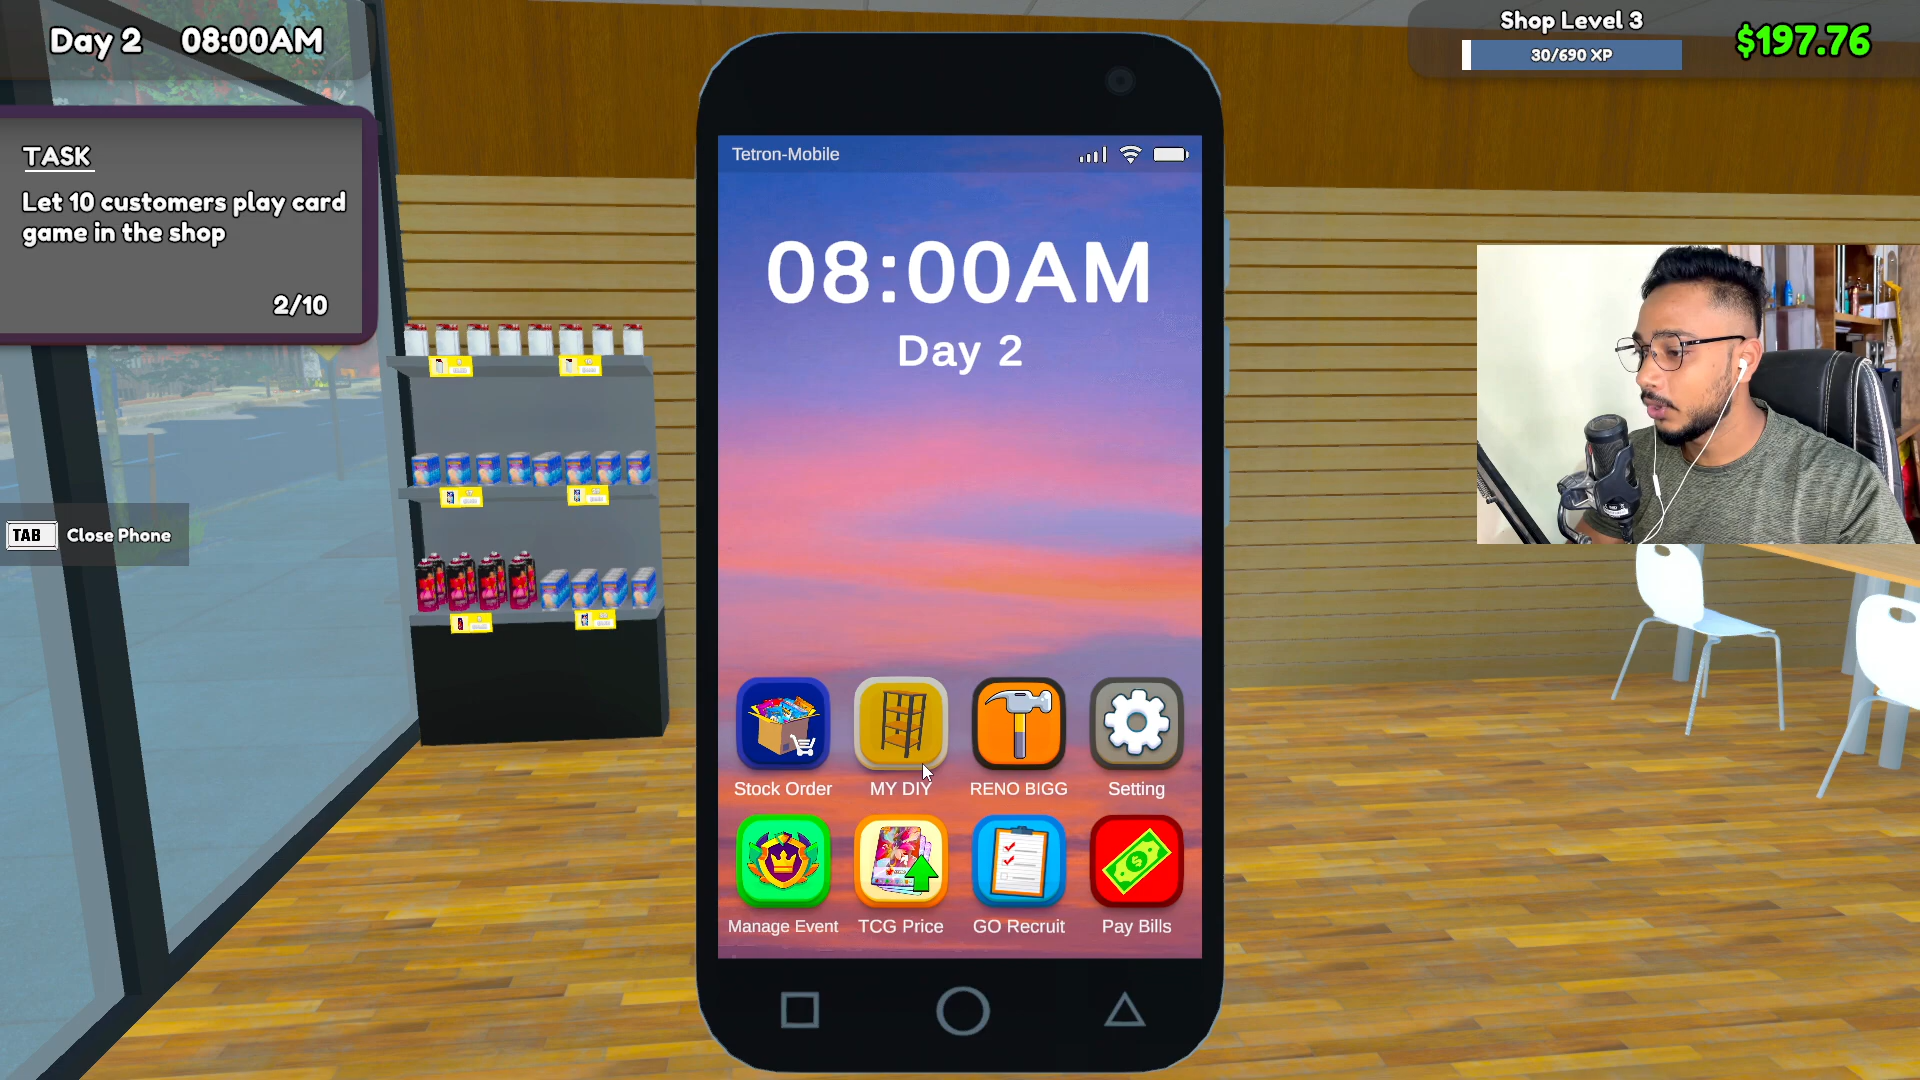 Day 2 08:00AM
Shop Level 3
30/690 XP
$197.76
TASK
Let 10 customers play card
game in the shop
2/10
TAB Close Phone
Tetron-Mobile
08:00AM
Day 2
Stock Order MY DIY RENO BIGG Setting
Manage Event TCG Price GO Recruit Pay Bills